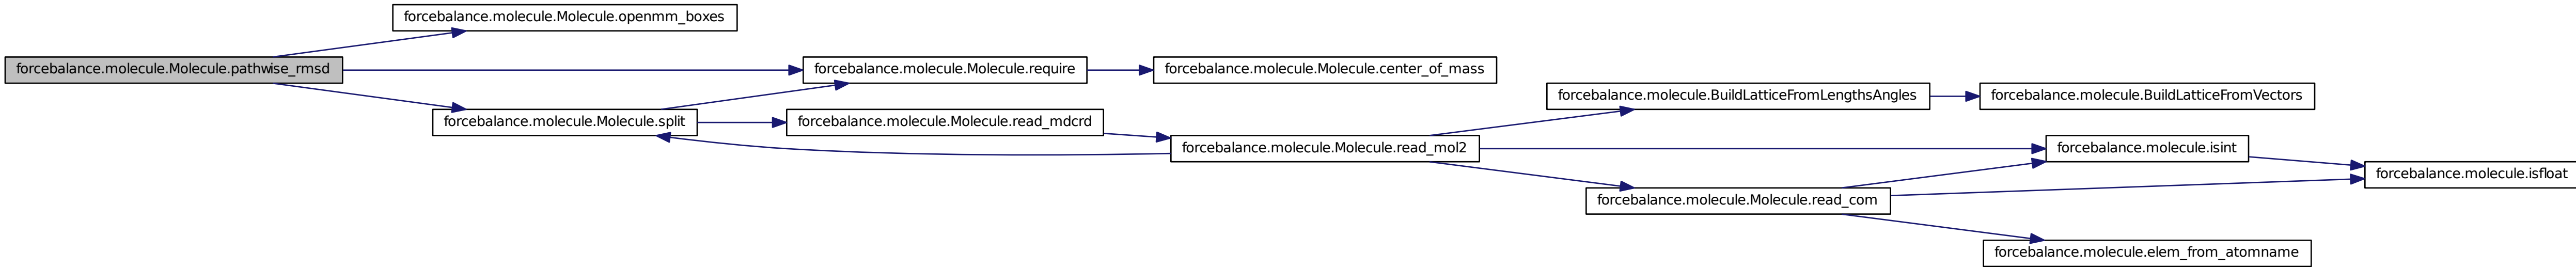 forcebalance.molecule.Molecule.openmm_boxes
forcebalance.molecule.Molecule.pathwise_rmsd
forcebalance.molecule.Molecule.require
forcebalance.molecule.Molecule.center_of_mass
forcebalance.molecule.BuildLatticeFromLengthsAngles
forcebalance.molecule.BuildLatticeFromVectors
forcebalance.molecule.Molecule.split
forcebalance.molecule.Molecule.read_mdcrd
forcebalance.molecule.Molecule.read_mol2
forcebalance.molecule.isint
forcebalance.molecule.isfloat
forcebalance.molecule.Molecule.read_com
forcebalance.molecule.elem_from_atomname